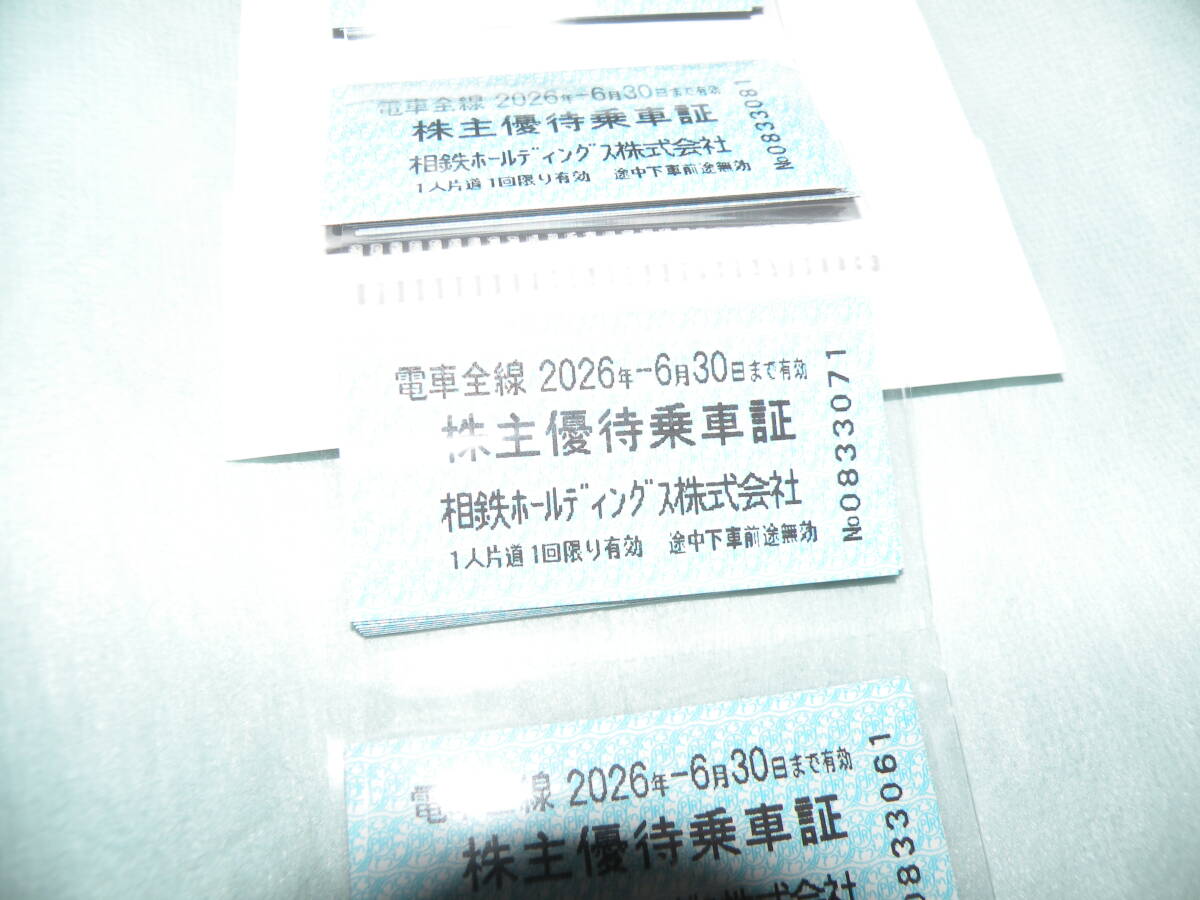 電車全線 2026年-6月30日まで有効
株主優待乗車証
相鉄ホールディングス株式会社
1人片道1回限り有効 途中下車前途無効
№0833081
電車全線 2026年-6月30日まで有効
株主優待乗車証
相鉄ホールディングス株式会社
1人片道1回限り有効 途中下車前途無効
№0833071
電車全線 2026年-6月30日まで有効
株主優待乗車証
株式会社
0833061